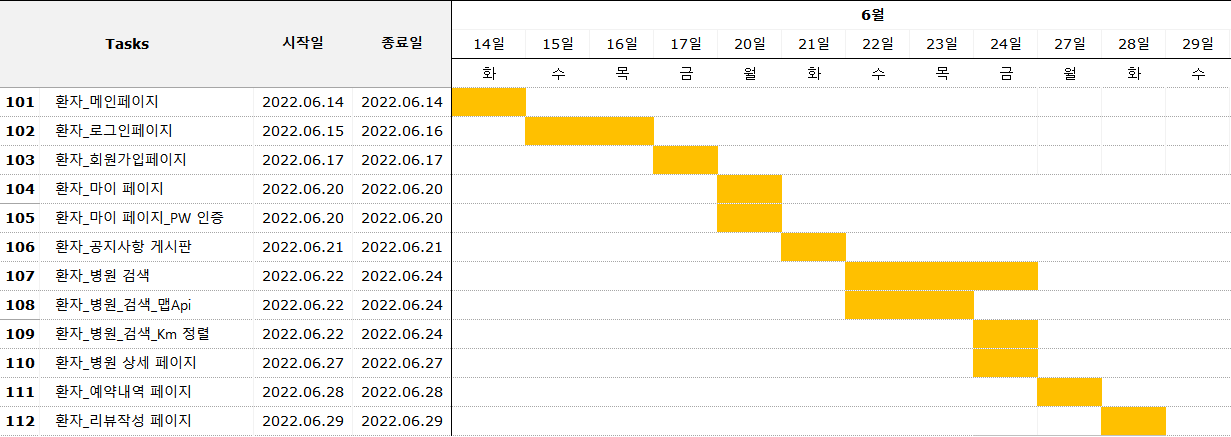 6월
Tasks 시작일 종료일 14일 15일 16일 17일 20일 21일 22일 23일 24일 27일 28일 29일
화 수 목 금 월 화 수 목 금 월 화 수
101 환자_메인페이지 2022.06.14 2022.06.14
102 환자_로그인페이지 2022.06.15 2022.06.16
103 환자_회원가입페이지 2022.06.17 2022.06.17
104 환자_마이 페이지 2022.06.20 2022.06.20
105 환자_마이 페이지_PW 인증 2022.06.20 2022.06.20
106 환자_공지사항 게시판 2022.06.21 2022.06.21
107 환자_병원 검색 2022.06.22 2022.06.24
108 환자_병원_검색_맵Api 2022.06.22 2022.06.24
109 환자_병원_검색_Km 정렬 2022.06.22 2022.06.24
110 환자_병원 상세 페이지 2022.06.27 2022.06.27
111 환자_예약내역 페이지 2022.06.28 2022.06.28
112 환자_리뷰작성 페이지 2022.06.29 2022.06.29